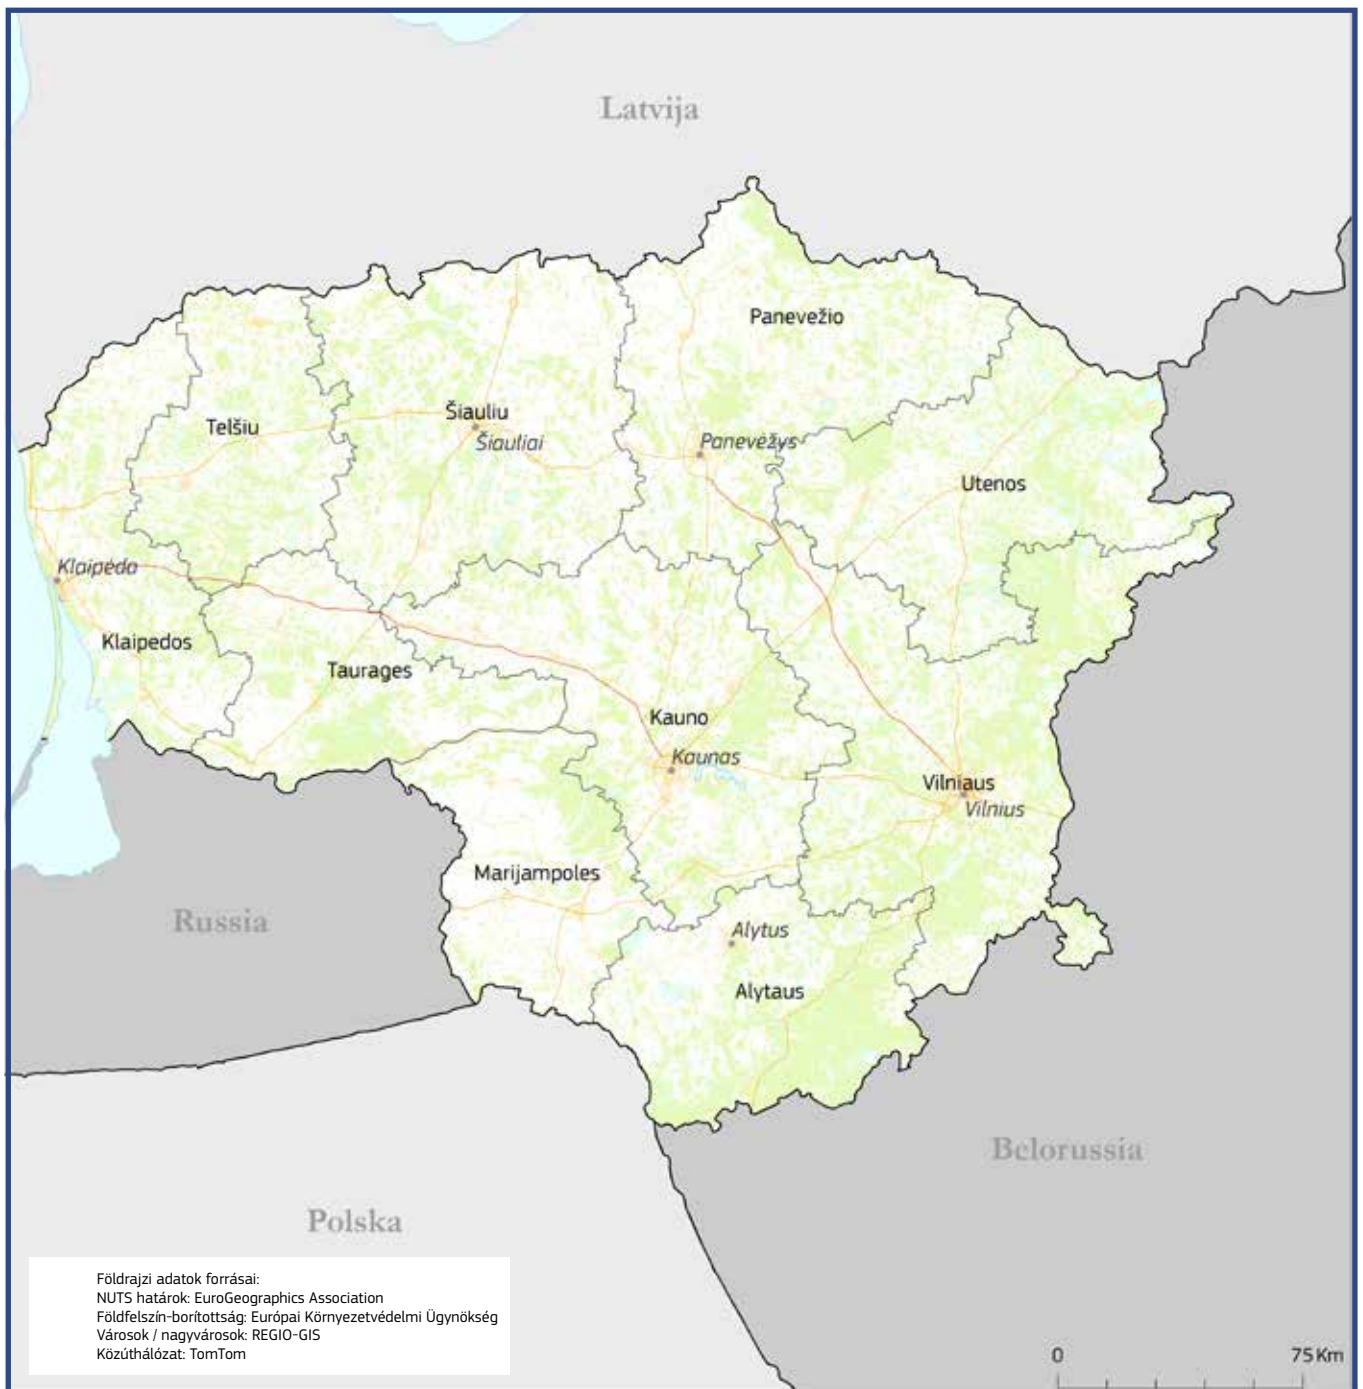 Latvija
Panevėžio
Telšiu
Šiauliu
Šiauliai
Panevėžys
Utenos
Klaipėda
Klaipedos
Taurages
Kauno
Kaunas
Vilniaus
Vilnius
Marijampoles
Russia
Alytus
Alytaus
Belorussia
Polska
Földrajzi adatok forrásai:
NUTS határok: EuroGeographics Association
Földfelszín-borítottság: Európai Környezetvédelmi Ügynökség
Városok / nagyvárosok: REGIO-GIS
Közúthálózat: TomTom
0 75 Km